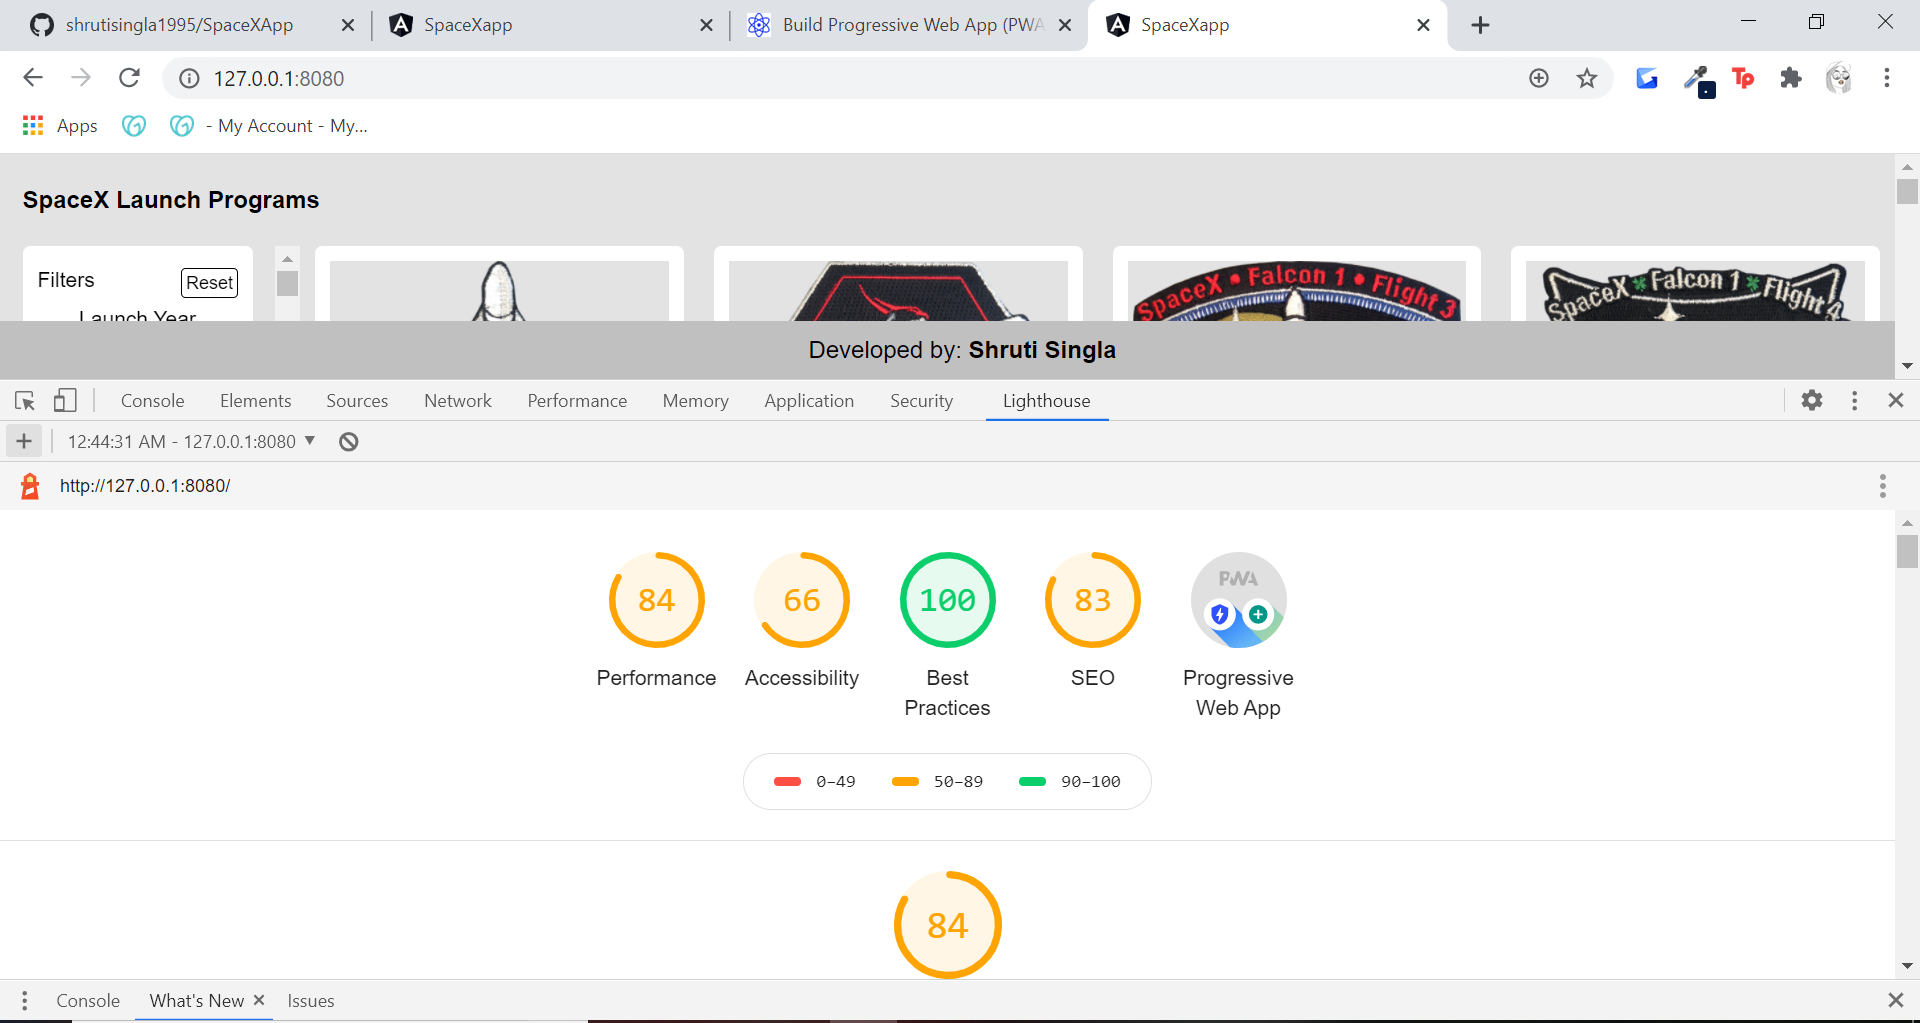 shrutisingla1995/SpaceXApp
SpaceXapp
Build Progressive Web App (PWA
SpaceXapp
127.0.0.1:8080
Tp
Apps
- My Account - My...
SpaceX Launch Programs
Filters
Reset
Launch Year
SpaceX • Falcon 1 • Flight 3
SpaceX Falcon 1 Flight 4
Developed by: Shruti Singla
Console Elements Sources Network Performance Memory Application Security Lighthouse
12:44:31 AM - 127.0.0.1:8080
http://127.0.0.1:8080/
84 66 100 83 PWA
Performance Accessibility Best Practices SEO Progressive Web App
0–49 50–89 90–100
84
Console What's New Issues